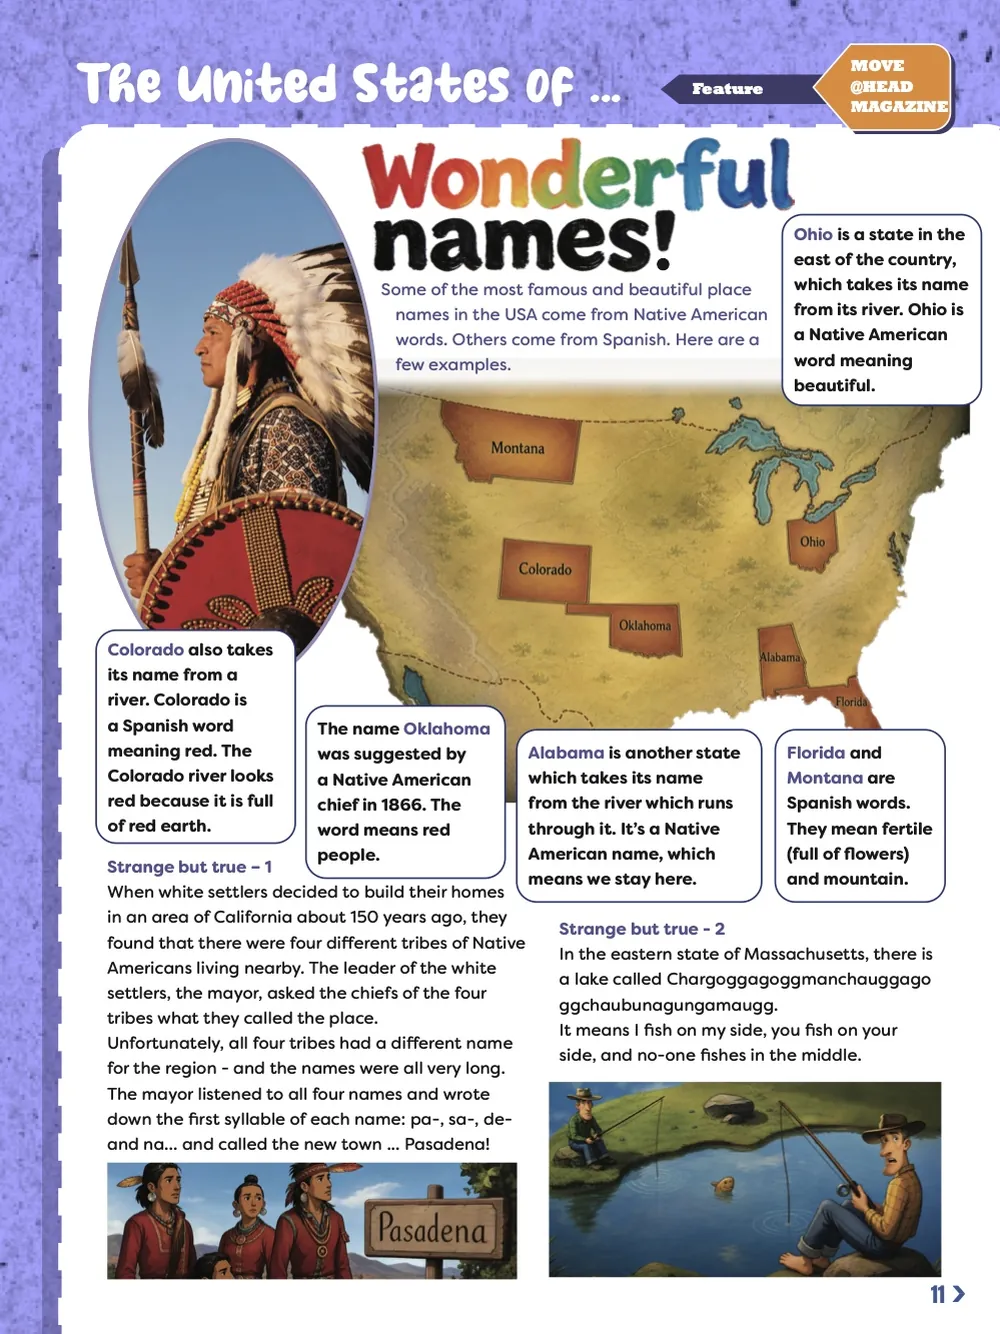 The United States of ...
Feature
MOVE
@HEAD
MAGAZINE
Wonderful
names!
Some of the most famous and beautiful place
names in the USA come from Native American
words. Others come from Spanish. Here are a
few examples.
Ohio is a state in the
east of the country,
which takes its name
from its river. Ohio is
a Native American
word meaning
beautiful.
Montana
Colorado
Ohio
Oklahoma
Alabama
Florida
Colorado also takes
its name from a
river. Colorado is
a Spanish word
meaning red. The
Colorado river looks
red because it is full
of red earth.
The name Oklahoma
was suggested by
a Native American
chief in 1866. The
word means red
people.
Alabama is another state
which takes its name
from the river which runs
through it. It's a Native
American name, which
means we stay here.
Florida and
Montana are
Spanish words.
They mean fertile
(full of flowers)
and mountain.
Strange but true – 1
When white settlers decided to build their homes
in an area of California about 150 years ago, they
found that there were four different tribes of Native
Americans living nearby. The leader of the white
settlers, the mayor, asked the chiefs of the four
tribes what they called the place.
Unfortunately, all four tribes had a different name
for the region - and the names were all very long.
The mayor listened to all four names and wrote
down the first syllable of each name: pa-, sa-, de-
and na... and called the new town ... Pasadena!
Pasadena
Strange but true - 2
In the eastern state of Massachusetts, there is
a lake called Chargoggagoggmanchauggago
ggchaubunagungamaugg.
It means I fish on my side, you fish on your
side, and no-one fishes in the middle.
11